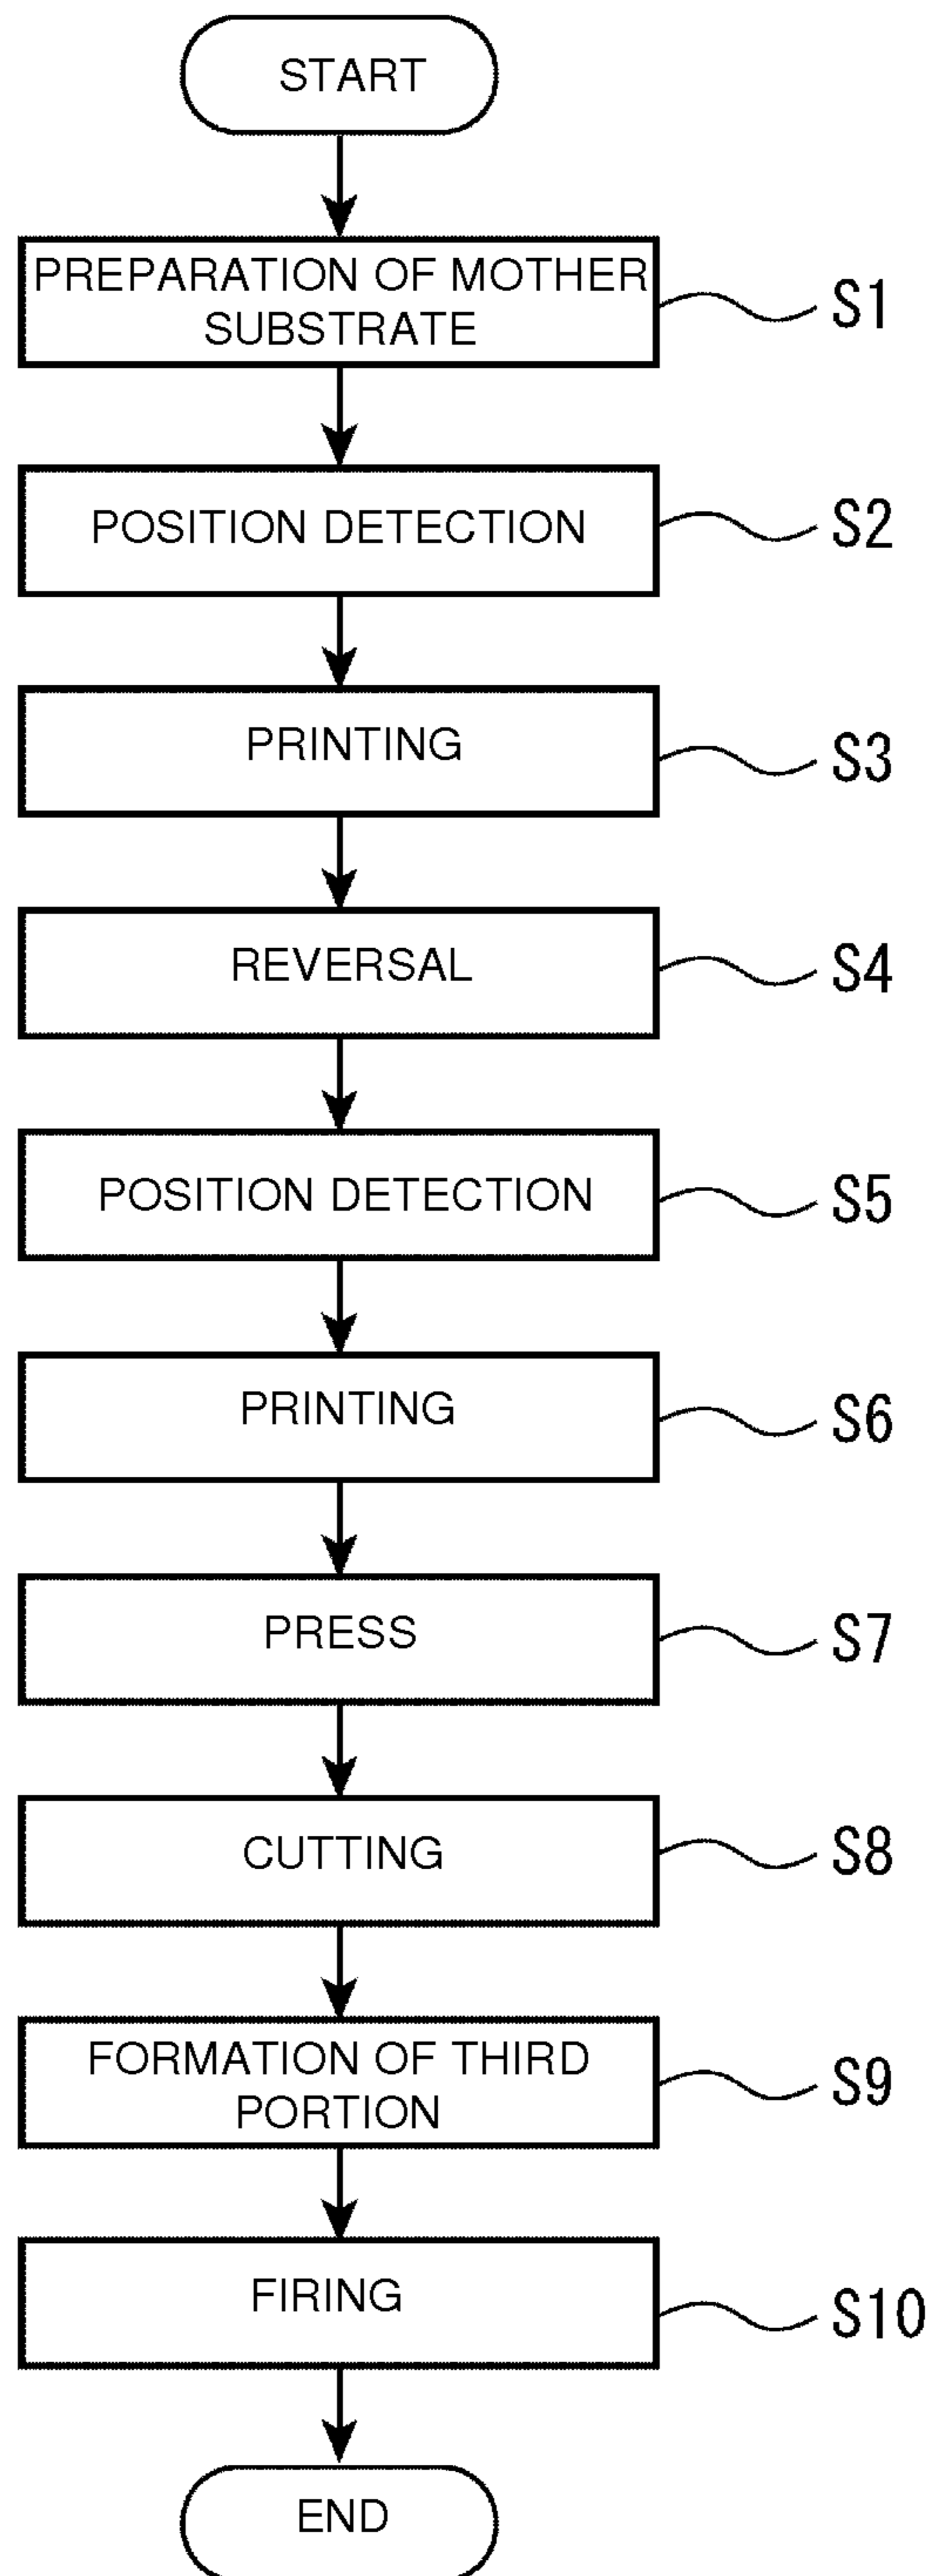 START
PREPARATION OF MOTHER
SUBSTRATE
S1
POSITION DETECTION
S2
PRINTING
S3
REVERSAL
S4
POSITION DETECTION
S5
PRINTING
S6
PRESS
S7
CUTTING
S8
FORMATION OF THIRD
PORTION
S9
FIRING
S10
END